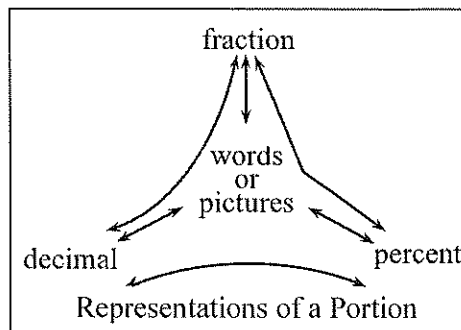 fraction
words
or
pictures
decimal
percent
Representations of a Portion